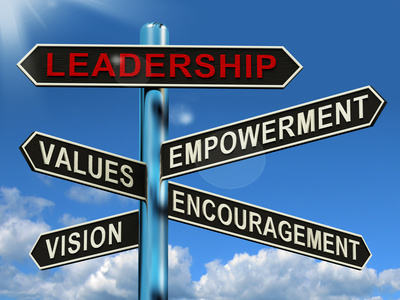 LEADERSHIP
EMPOWERMENT
VALUES
ENCOURAGEMENT
VISION